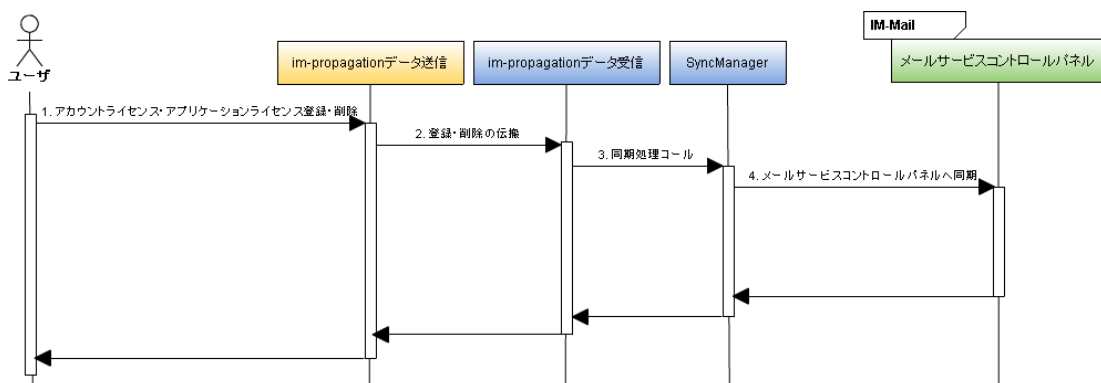 IM-Mail
ユーザ
im-propagationデータ送信
im-propagationデータ受信
SyncManager
メールサービスコントロールパネル
1. アカウントライセンス・アプリケーションライセンス登録・削除
2. 登録・削除の伝搬
3. 同期処理コール
4. メールサービスコントロールパネルへ同期